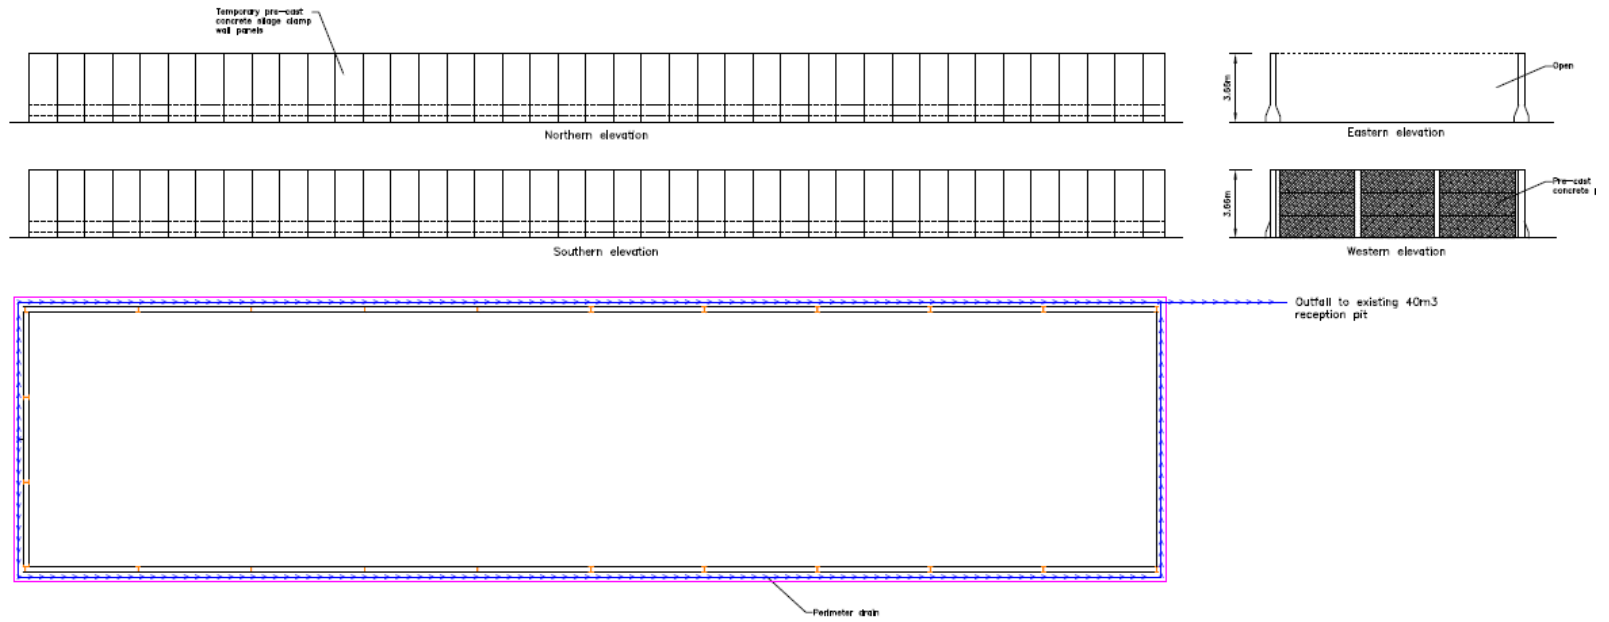 Temporary pre-cast
concrete silage clamp
wall panels
3.66m
Open
Northern elevation
Eastern elevation
3.66m
Pre-cast
concrete
Southern elevation
Western elevation
Outfall to existing 40m3
reception pit
Perimeter drain